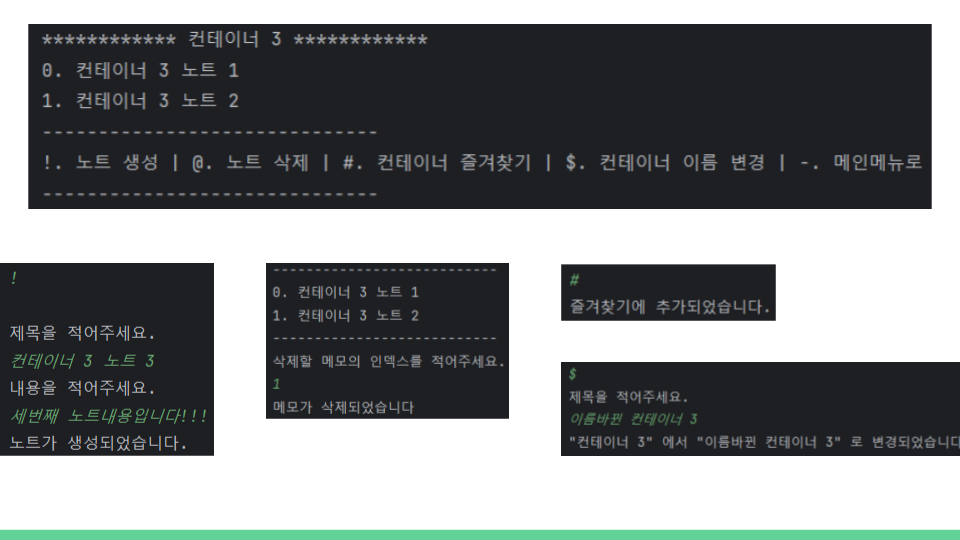 ************ 컨테이너 3 ************
0. 컨테이너 3 노트 1
1. 컨테이너 3 노트 2
------------------------------
!. 노트 생성 | @. 노트 삭제 | #. 컨테이너 즐겨찾기 | $. 컨테이너 이름 변경 | -. 메인메뉴로
------------------------------
!
제목을 적어주세요.
컨테이너 3 노트 3
내용을 적어주세요.
세번째 노트내용입니다!!!
노트가 생성되었습니다.
---------------------------
0. 컨테이너 3 노트 1
1. 컨테이너 3 노트 2
---------------------------
삭제할 메모의 인덱스를 적어주세요.
1
메모가 삭제되었습니다
#
즐겨찾기에 추가되었습니다.
$
제목을 적어주세요.
이름바뀐 컨테이너 3
"컨테이너 3" 에서 "이름바뀐 컨테이너 3" 로 변경되었습니다